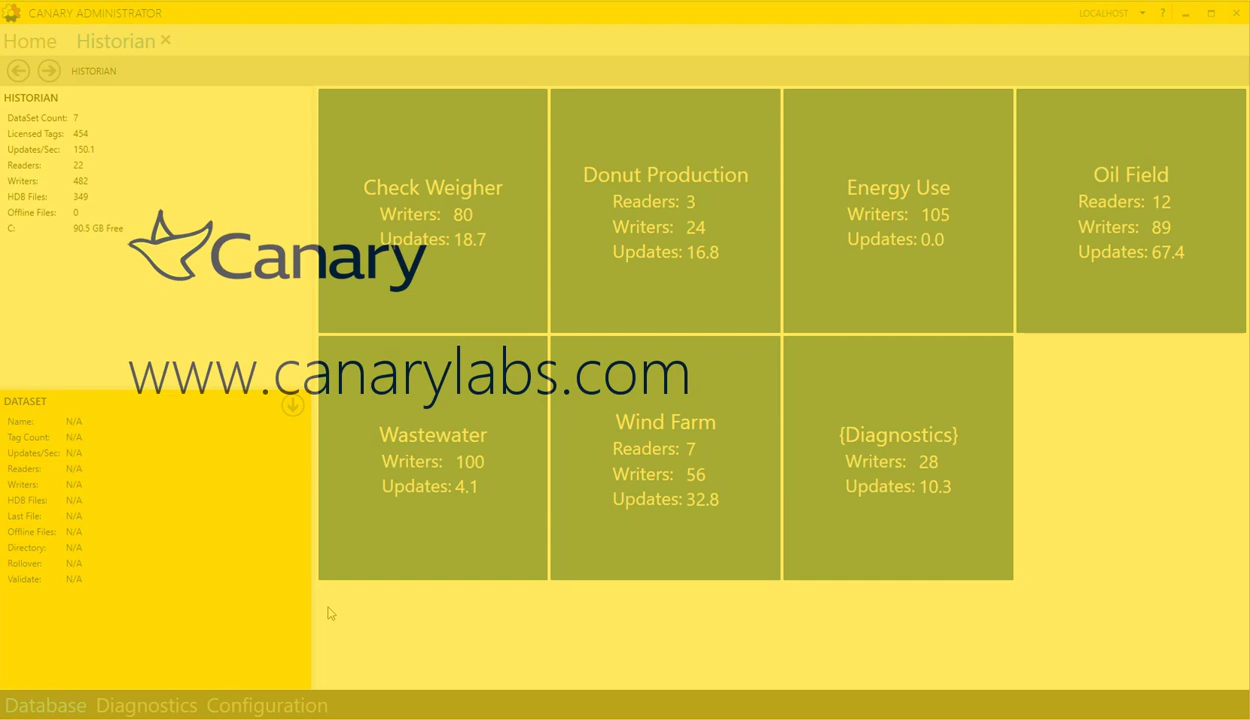 CANARY ADMINISTRATOR
LOCALHOST ?
Home Historian ×
HISTORIAN
HISTORIAN
DataSet Count: 7
Licensed Tags: 454
Updates/Sec: 150.1
Readers: 22
Writers: 482
HDB Files: 349
Offline Files: 0
C: 90.5 GB Free
Check Weigher
Writers: 80
Updates: 18.7
Donut Production
Readers: 3
Writers: 24
Updates: 16.8
Energy Use
Writers: 105
Updates: 0.0
Oil Field
Readers: 12
Writers: 89
Updates: 67.4
Canary
www.canarylabs.com
DATASET
Name: N/A
Tag Count: N/A
Updates/Sec: N/A
Readers: N/A
Writers: N/A
HDB Files: N/A
Last File: N/A
Offline Files: N/A
Directory: N/A
Rollover: N/A
Validate: N/A
Wastewater
Writers: 100
Updates: 4.1
Wind Farm
Readers: 7
Writers: 56
Updates: 32.8
{Diagnostics}
Writers: 28
Updates: 10.3
Database Diagnostics Configuration